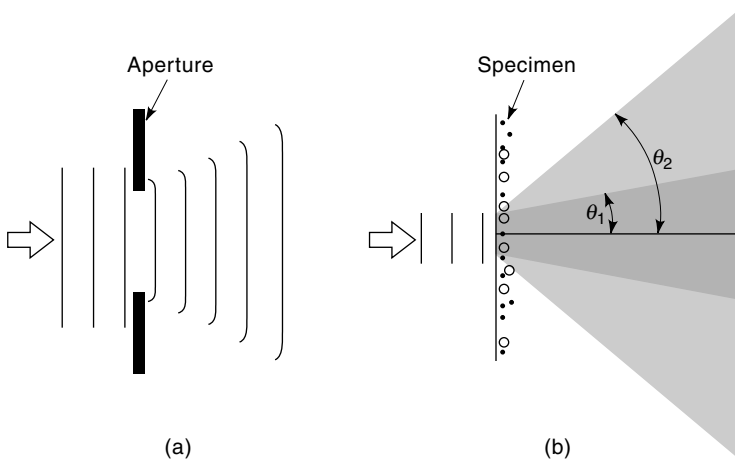 Aperture
Specimen
θ2
θ1
(a)
(b)